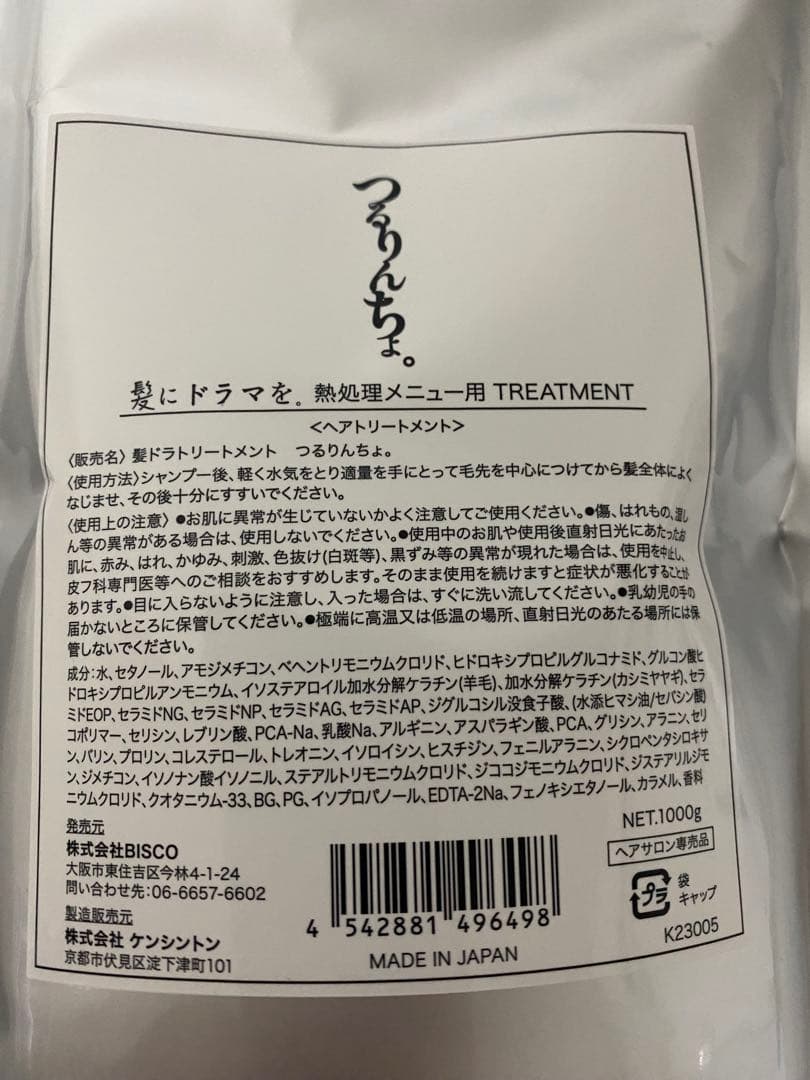 つるりんちょ。
髪にドラマを。熱処理メニュー用 TREATMENT
<ヘアトリートメント>
〈販売名〉髪ドラトリートメント　つるりんちょ。
〈使用方法〉シャンプー後、軽く水気をとり適量を手にとって毛先を中心につけてから髪全体によく
なじませ、その後十分にすすいでください。
〈使用上の注意〉●お肌に異常が生じていないかよく注意してご使用ください。●傷、はれもの、湿し
ん等の異常がある場合は、使用しないでください。●使用中のお肌や使用後直射日光にあたったお
肌に、赤み、はれ、かゆみ、刺激、色抜け(白斑等)、黒ずみ等の異常が現れた場合は、使用を中止し、
皮フ科専門医等へのご相談をおすすめします。そのまま使用を続けますと症状が悪化することが
あります。●目に入らないように注意し、入った場合は、すぐに洗い流してください。●乳幼児の手の
届かないところに保管してください。●極端に高温又は低温の場所、直射日光のあたる場所には保
管しないでください。
成分：水、セタノール、アモジメチコン、ベヘントリモニウムクロリド、ヒドロキシプロピルグルコナミド、グルコン酸ヒ
ドロキシプロピルアンモニウム、イソステアロイル加水分解ケラチン(羊毛)、加水分解ケラチン(カシミヤヤギ)、セラ
ミドEOP、セラミドNG、セラミドNP、セラミドAG、セラミドAP、ジグルコシル没食子酸、(水添ヒマシ油/セバシン酸)
コポリマー、セリシン、レブリン酸、PCA-Na、乳酸Na、アルギニン、アスパラギン酸、PCA、グリシン、アラニン、セリ
ン、バリン、プロリン、コレステロール、トレオニン、イソロイシン、ヒスチジン、フェニルアラニン、シクロペンタシロキサ
ン、ジメチコン、イソノナン酸イソノニル、ステアルトリモニウムクロリド、ジココジモニウムクロリド、ジステアリルジモ
ニウムクロリド、クオタニウム-33、BG、PG、イソプロパノール、EDTA-2Na、フェノキシエタノール、カラメル、香料
NET.1000g
ヘアサロン専売品
発売元
株式会社BISCO
大阪市東住吉区今林4-1-24
問い合わせ先：06-6657-6602
製造販売元
株式会社 ケンシントン
京都市伏見区淀下津町101
4 542881 496498
MADE IN JAPAN
プラ
袋
キャップ
K23005